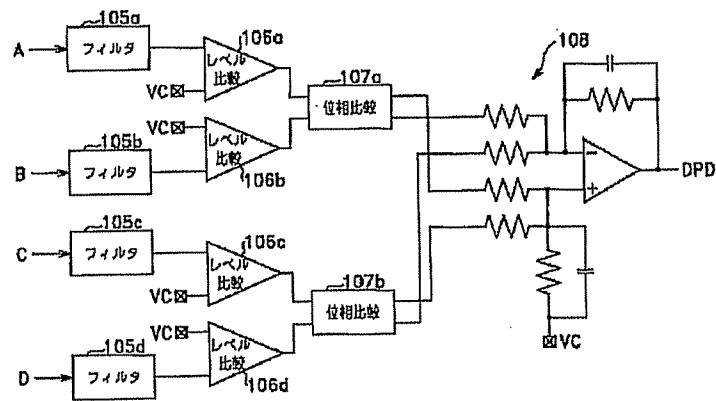 105a
106a
A
フィルタ
レベル
比較
VC
107a
位相比較
108
VC
105b
レベル
比較
B
フィルタ
106b
DPD
105c
106c
C
フィルタ
レベル
比較
VC
107b
位相比較
VC
105d
レベル
比較
D
フィルタ
106d
VC